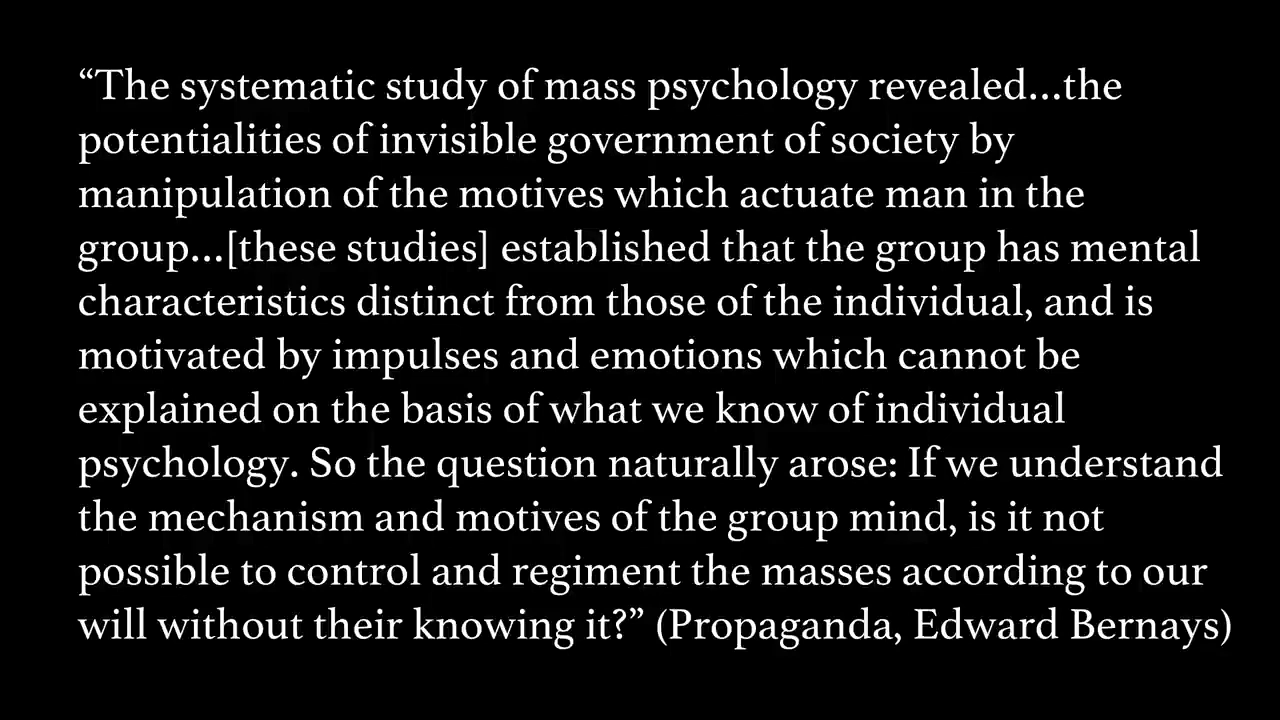 “The systematic study of mass psychology revealed...the
potentialities of invisible government of society by
manipulation of the motives which actuate man in the
group...[these studies] established that the group has mental
characteristics distinct from those of the individual, and is
motivated by impulses and emotions which cannot be
explained on the basis of what we know of individual
psychology. So the question naturally arose: If we understand
the mechanism and motives of the group mind, is it not
possible to control and regiment the masses according to our
will without their knowing it?” (Propaganda, Edward Bernays)